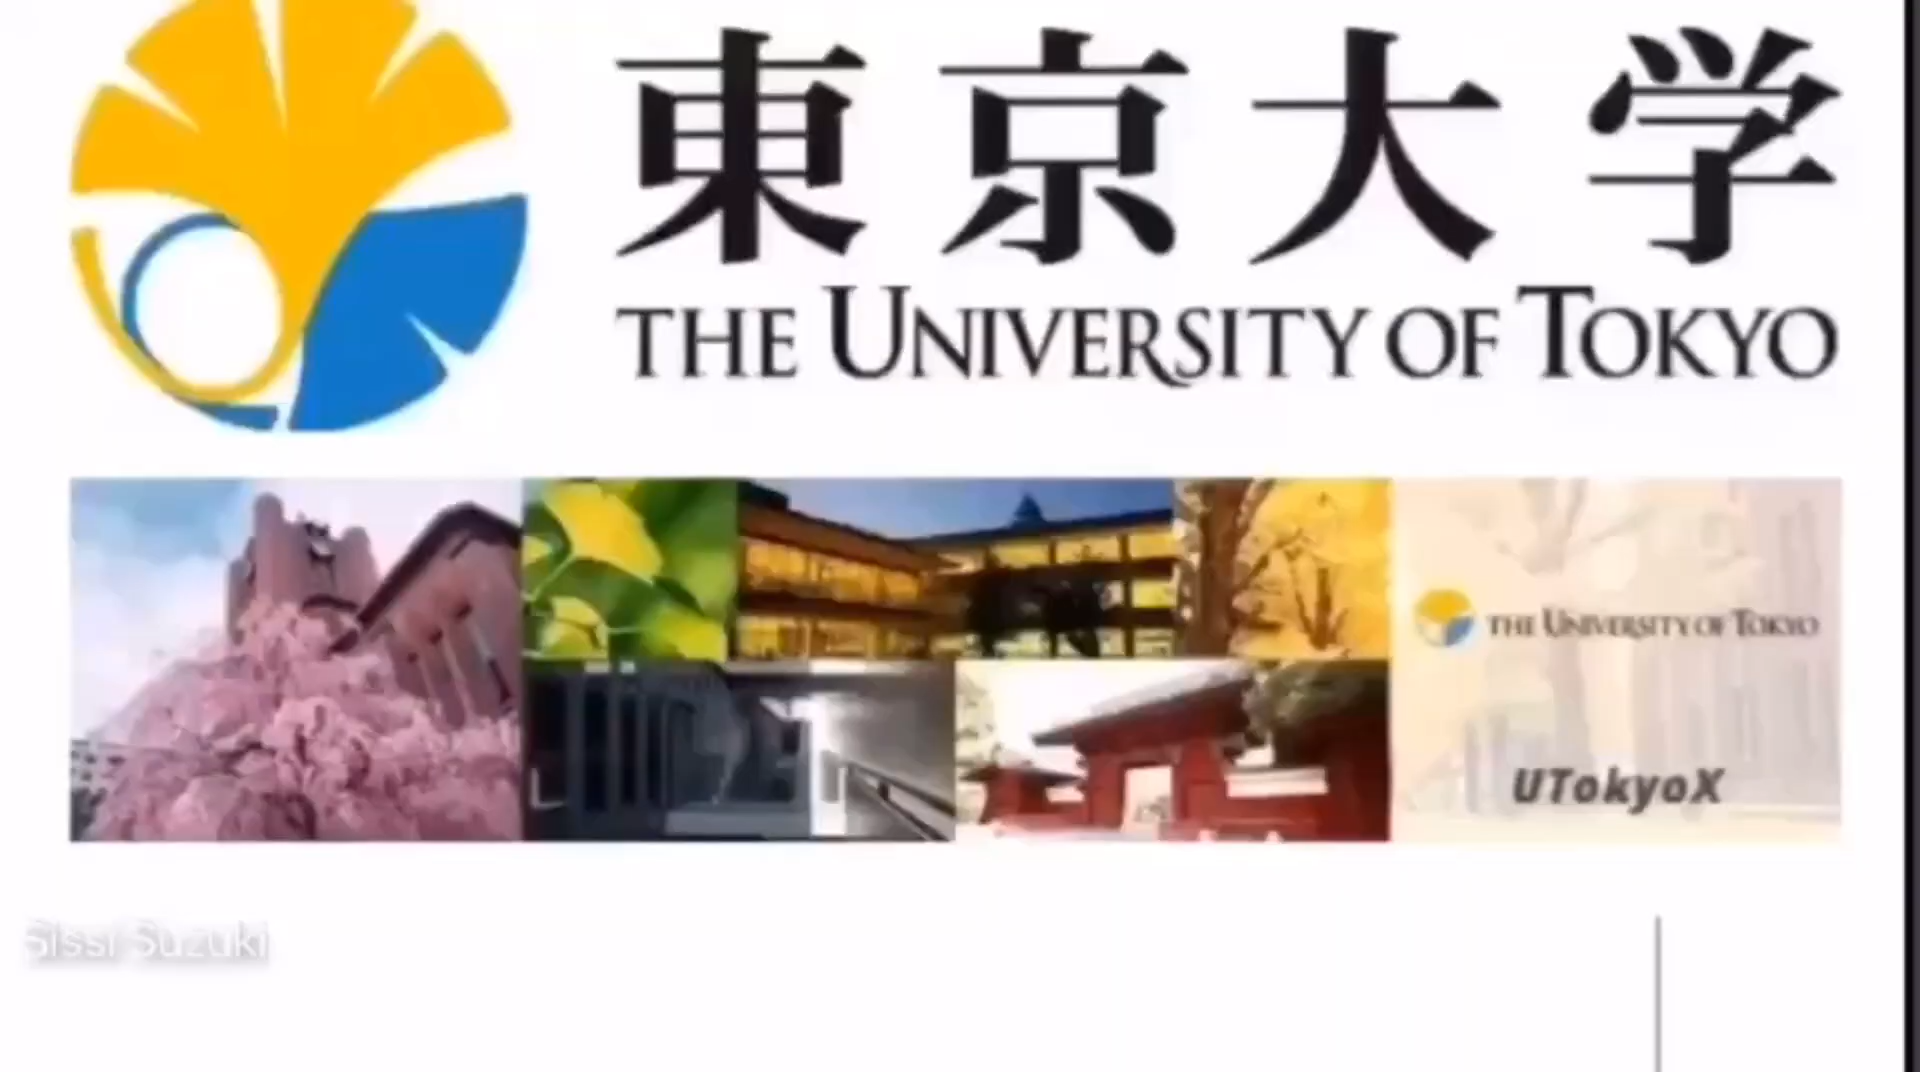 東京大学
THE UNIVERSITY OF TOKYO
THE UNIVERSITY OF TOKYO
UTokyoX
Sissi Suzuki